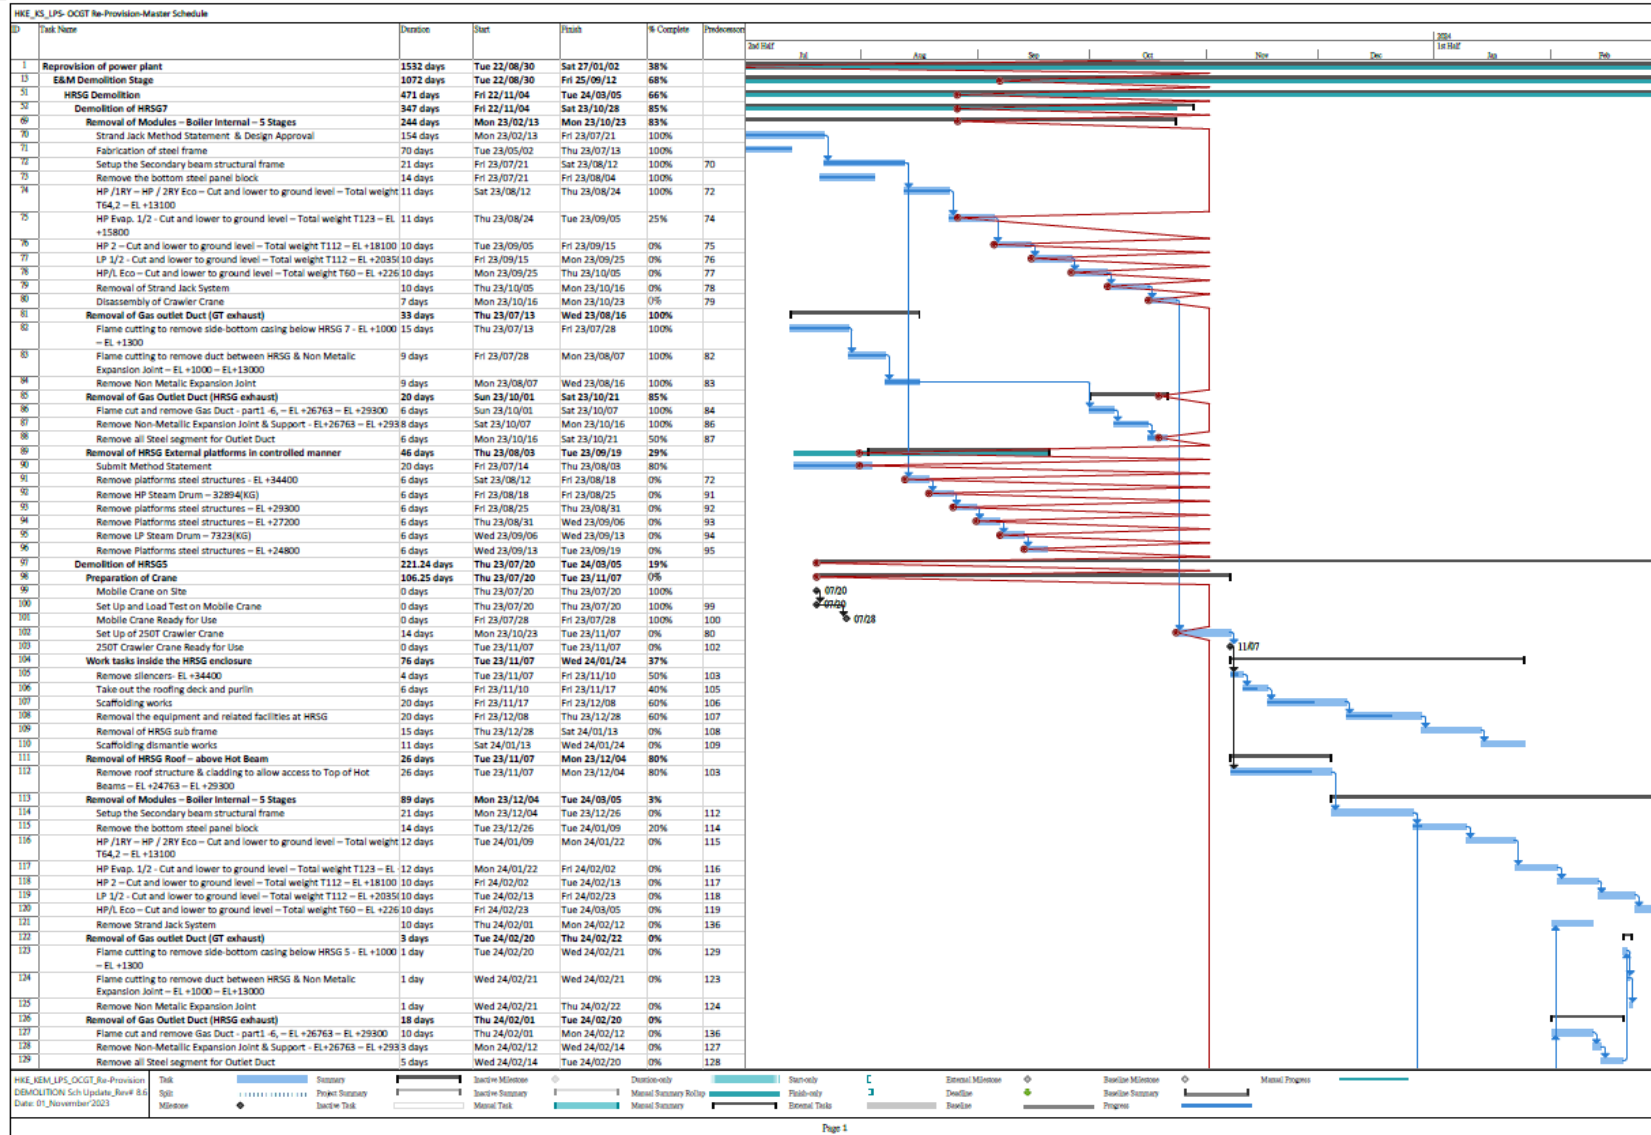 HKE_KS_LPS- OCGT Re-Provision-Master Schedule
ID Task Name Duration Start Finish % Complete Predecessors
2024
2nd Half 1st Half
Jul Aug Sep Oct Nov Dec Jan Feb
1 Reprovision of power plant 1532 days Tue 22/08/30 Sat 27/01/02 38%
13 E&M Demolition Stage 1072 days Tue 22/08/30 Fri 25/09/12 68%
51 HRSG Demolition 471 days Fri 22/11/04 Tue 24/03/05 66%
52 Demolition of HRSG7 347 days Fri 22/11/04 Sat 23/10/28 85%
69 Removal of Modules – Boiler Internal – 5 Stages 244 days Mon 23/02/13 Mon 23/10/23 83%
70 Strand Jack Method Statement & Design Approval 154 days Mon 23/02/13 Fri 23/07/21 100%
71 Fabrication of steel frame 70 days Tue 23/05/02 Thu 23/07/13 100%
72 Setup the Secondary beam structural frame 21 days Fri 23/07/21 Sat 23/08/12 100% 70
73 Remove the bottom steel panel block 14 days Fri 23/07/21 Fri 23/08/04 100%
74 HP /1RY – HP / 2RY Eco – Cut and lower to ground level – Total weight 11 days Sat 23/08/12 Thu 23/08/24 100% 72
T64,2 – EL +13100
75 HP Evap. 1/2 - Cut and lower to ground level – Total weight T123 – EL 11 days Thu 23/08/24 Tue 23/09/05 25% 74
+15800
76 HP 2 – Cut and lower to ground level – Total weight T112 – EL +18100 10 days Tue 23/09/05 Fri 23/09/15 0% 75
77 LP 1/2 - Cut and lower to ground level – Total weight T112 – EL +2035( 10 days Fri 23/09/15 Mon 23/09/25 0% 76
78 HP/L Eco – Cut and lower to ground level – Total weight T60 – EL +226 10 days Mon 23/09/25 Thu 23/10/05 0% 77
79 Removal of Strand Jack System 10 days Thu 23/10/05 Mon 23/10/16 0% 78
80 Disassembly of Crawler Crane 7 days Mon 23/10/16 Mon 23/10/23 0% 79
81 Removal of Gas outlet Duct (GT exhaust) 33 days Thu 23/07/13 Wed 23/08/16 100%
82 Flame cutting to remove side-bottom casing below HRSG 7 - EL +1000 15 days Thu 23/07/13 Fri 23/07/28 100%
– EL +1300
83 Flame cutting to remove duct between HRSG & Non Metalic 9 days Fri 23/07/28 Mon 23/08/07 100% 82
Expansion Joint – EL +1000 – EL+13000
84 Remove Non Metalic Expansion Joint 9 days Mon 23/08/07 Wed 23/08/16 100% 83
85 Removal of Gas Outlet Duct (HRSG exhaust) 20 days Sun 23/10/01 Sat 23/10/21 85%
86 Flame cut and remove Gas Duct - part1 -6, – EL +26763 – EL +29300 6 days Sun 23/10/01 Sat 23/10/07 100% 84
87 Remove Non-Metallic Expansion Joint & Support - EL+26763 – EL +293 8 days Sat 23/10/07 Mon 23/10/16 100% 86
88 Remove all Steel segment for Outlet Duct 6 days Mon 23/10/16 Sat 23/10/21 50% 87
89 Removal of HRSG External platforms in controlled manner 46 days Thu 23/08/03 Tue 23/09/19 29%
90 Submit Method Statement 20 days Fri 23/07/14 Thu 23/08/03 80%
91 Remove platforms steel structures - EL +34400 6 days Sat 23/08/12 Fri 23/08/18 0% 72
92 Remove HP Steam Drum – 32894(KG) 6 days Fri 23/08/18 Fri 23/08/25 0% 91
93 Remove platforms steel structures – EL +29300 6 days Fri 23/08/25 Thu 23/08/31 0% 92
94 Remove Platforms steel structures – EL +27200 6 days Thu 23/08/31 Wed 23/09/06 0% 93
95 Remove LP Steam Drum – 7323(KG) 6 days Wed 23/09/06 Wed 23/09/13 0% 94
96 Remove Platforms steel structures – EL +24800 6 days Wed 23/09/13 Tue 23/09/19 0% 95
97 Demolition of HRSG5 221.24 days Thu 23/07/20 Tue 24/03/05 19%
98 Preparation of Crane 106.25 days Thu 23/07/20 Tue 23/11/07 0%
99 Mobile Crane on Site 0 days Thu 23/07/20 Thu 23/07/20 100% 07/20
100 Set Up and Load Test on Mobile Crane 0 days Thu 23/07/20 Thu 23/07/20 100% 99 07/20
101 Mobile Crane Ready for Use 0 days Fri 23/07/28 Fri 23/07/28 100% 100 07/28
102 Set Up of 250T Crawler Crane 14 days Mon 23/10/23 Tue 23/11/07 0% 80
103 250T Crawler Crane Ready for Use 0 days Tue 23/11/07 Tue 23/11/07 0% 102 11/07
104 Work tasks inside the HRSG enclosure 76 days Tue 23/11/07 Wed 24/01/24 37%
105 Remove silencers- EL +34400 4 days Tue 23/11/07 Fri 23/11/10 50% 103
106 Take out the roofing deck and purlin 6 days Fri 23/11/10 Fri 23/11/17 40% 105
107 Scaffolding works 20 days Fri 23/11/17 Fri 23/12/08 60% 106
108 Removal the equipment and related facilities at HRSG 20 days Fri 23/12/08 Thu 23/12/28 60% 107
109 Removal of HRSG sub frame 15 days Thu 23/12/28 Sat 24/01/13 0% 108
110 Scaffolding dismantle works 11 days Sat 24/01/13 Wed 24/01/24 0% 109
111 Removal of HRSG Roof – above Hot Beam 26 days Tue 23/11/07 Mon 23/12/04 80%
112 Remove roof structure & cladding to allow access to Top of Hot 26 days Tue 23/11/07 Mon 23/12/04 80% 103
Beams – EL +24763 – EL +29300
113 Removal of Modules – Boiler Internal – 5 Stages 89 days Mon 23/12/04 Tue 24/03/05 3%
114 Setup the Secondary beam structural frame 21 days Mon 23/12/04 Tue 23/12/26 0% 112
115 Remove the bottom steel panel block 14 days Tue 23/12/26 Tue 24/01/09 20% 114
116 HP /1RY – HP / 2RY Eco – Cut and lower to ground level – Total weight 12 days Tue 24/01/09 Mon 24/01/22 0% 115
T64,2 – EL +13100
117 HP Evap. 1/2 - Cut and lower to ground level – Total weight T123 – EL 12 days Mon 24/01/22 Fri 24/02/02 0% 116
118 HP 2 – Cut and lower to ground level – Total weight T112 – EL +18100 10 days Fri 24/02/02 Tue 24/02/13 0% 117
119 LP 1/2 - Cut and lower to ground level – Total weight T112 – EL +2035( 10 days Tue 24/02/13 Fri 24/02/23 0% 118
120 HP/L Eco – Cut and lower to ground level – Total weight T60 – EL +226 10 days Fri 24/02/23 Tue 24/03/05 0% 119
121 Remove Strand Jack System 10 days Thu 24/02/01 Mon 24/02/12 0% 136
122 Removal of Gas outlet Duct (GT exhaust) 3 days Tue 24/02/20 Thu 24/02/22 0%
123 Flame cutting to remove side-bottom casing below HRSG 5 - EL +1000 1 day Tue 24/02/20 Wed 24/02/21 0% 129
– EL +1300
124 Flame cutting to remove duct between HRSG & Non Metalic 1 day Wed 24/02/21 Wed 24/02/21 0% 123
Expansion Joint – EL +1000 – EL+13000
125 Remove Non Metalic Expansion Joint 1 day Wed 24/02/21 Thu 24/02/22 0% 124
126 Removal of Gas Outlet Duct (HRSG exhaust) 18 days Thu 24/02/01 Tue 24/02/20 0%
127 Flame cut and remove Gas Duct - part1 -6, – EL +26763 – EL +29300 10 days Thu 24/02/01 Mon 24/02/12 0% 136
128 Remove Non-Metallic Expansion Joint & Support - EL+26763 – EL +293 3 days Mon 24/02/12 Wed 24/02/14 0% 127
129 Remove all Steel segment for Outlet Duct 5 days Wed 24/02/14 Tue 24/02/20 0% 128
HKE_KEM_LPS_OCGT_Re-Provision
DEMOLITION Sch Update_Rev# 8.6
Date: 01_November'2023
Task Summary Inactive Milestone Duration-only Start-only External Milestone Baseline Milestone Manual Progress
Split Project Summary Inactive Summary Manual Summary Rollup Finish-only Deadline Baseline Summary
Milestone Inactive Task Manual Task Manual Summary External Tasks Baseline Progress
Page 1